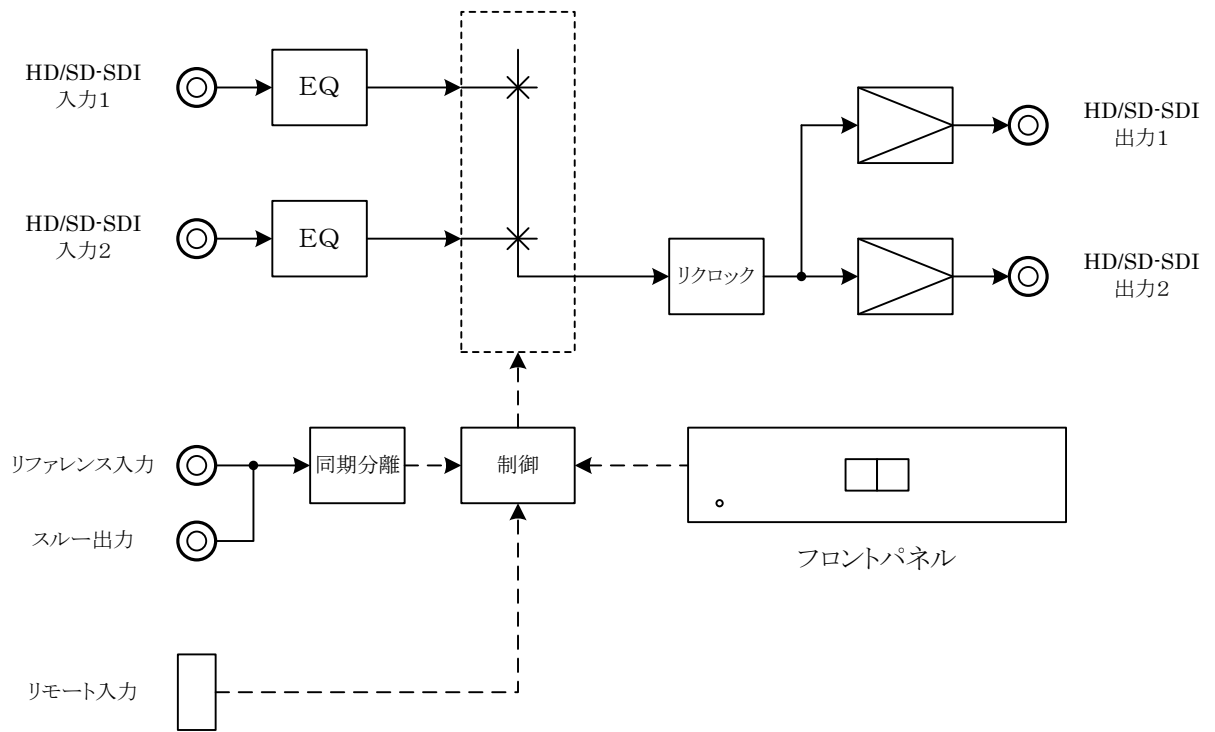 HD/SD-SDI
入力1
EQ
HD/SD-SDI
出力1
HD/SD-SDI
入力2
EQ
リクロック
HD/SD-SDI
出力2
リファレンス入力
同期分離
制御
スルー出力
フロントパネル
リモート入力